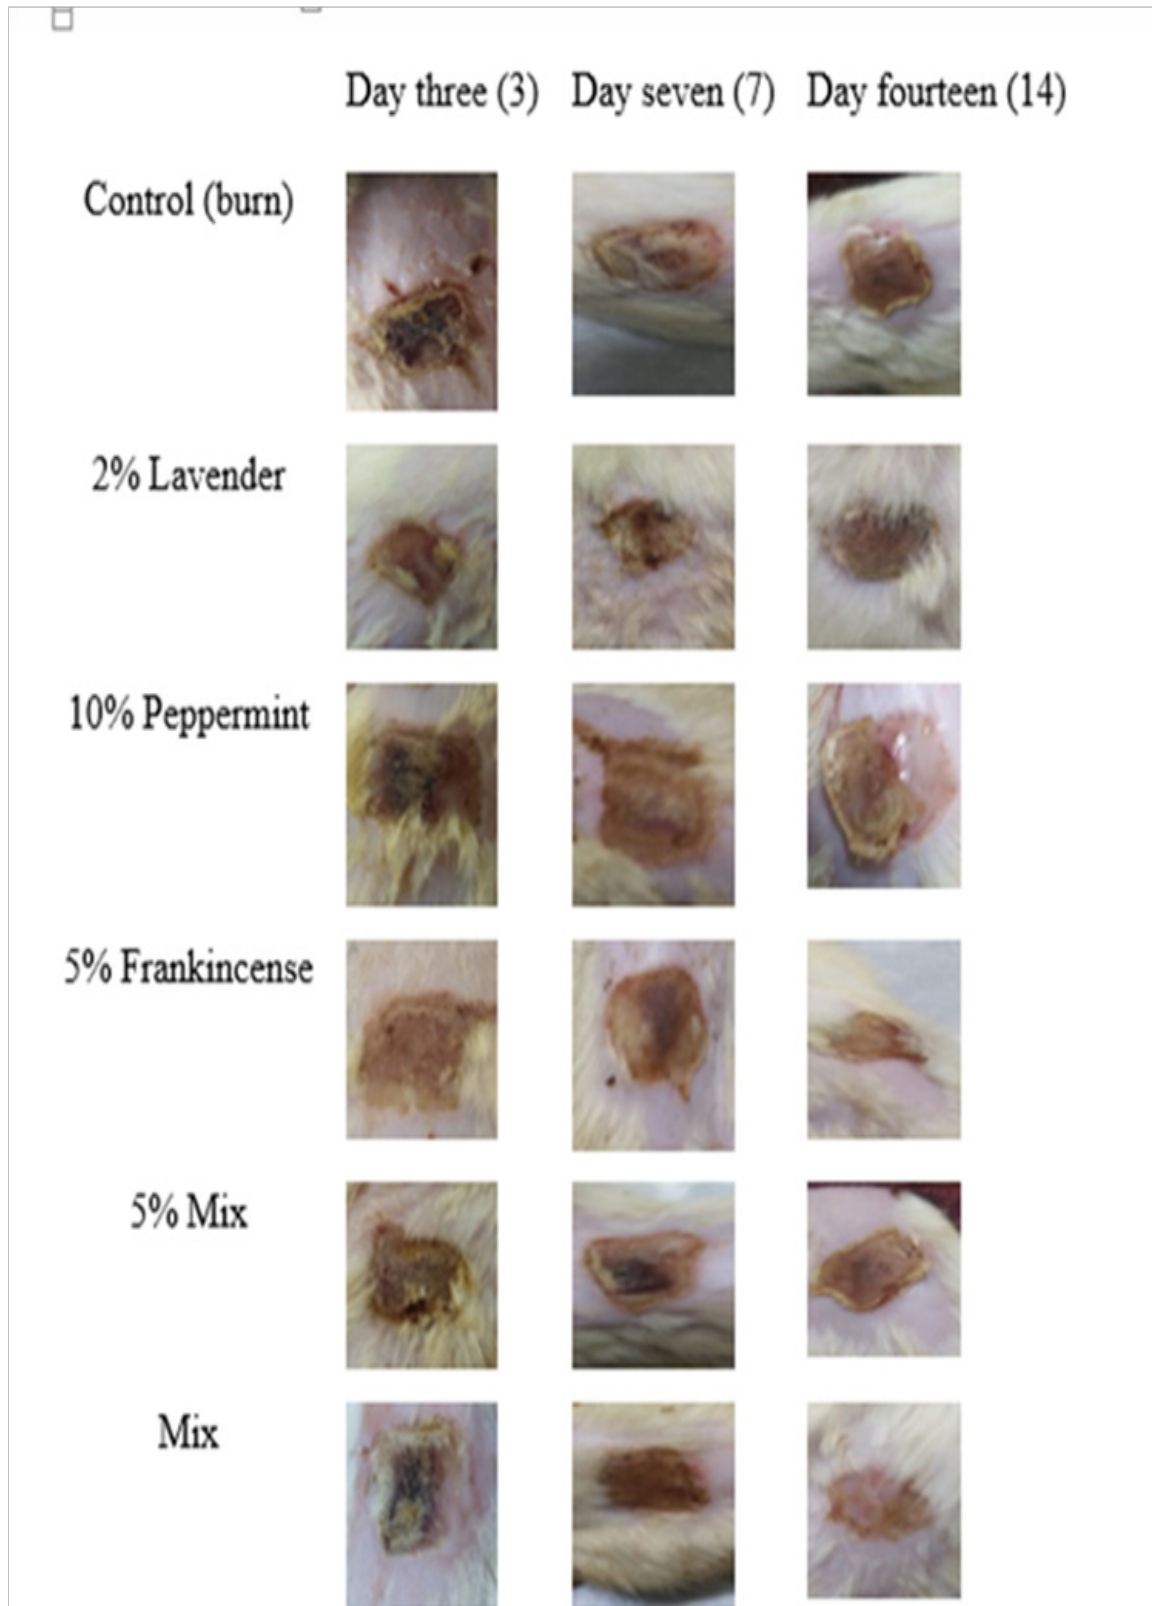 Day three (3) Day seven (7) Day fourteen (14)
Control (burn)
2% Lavender
10% Peppermint
5% Frankincense
5% Mix
Mix